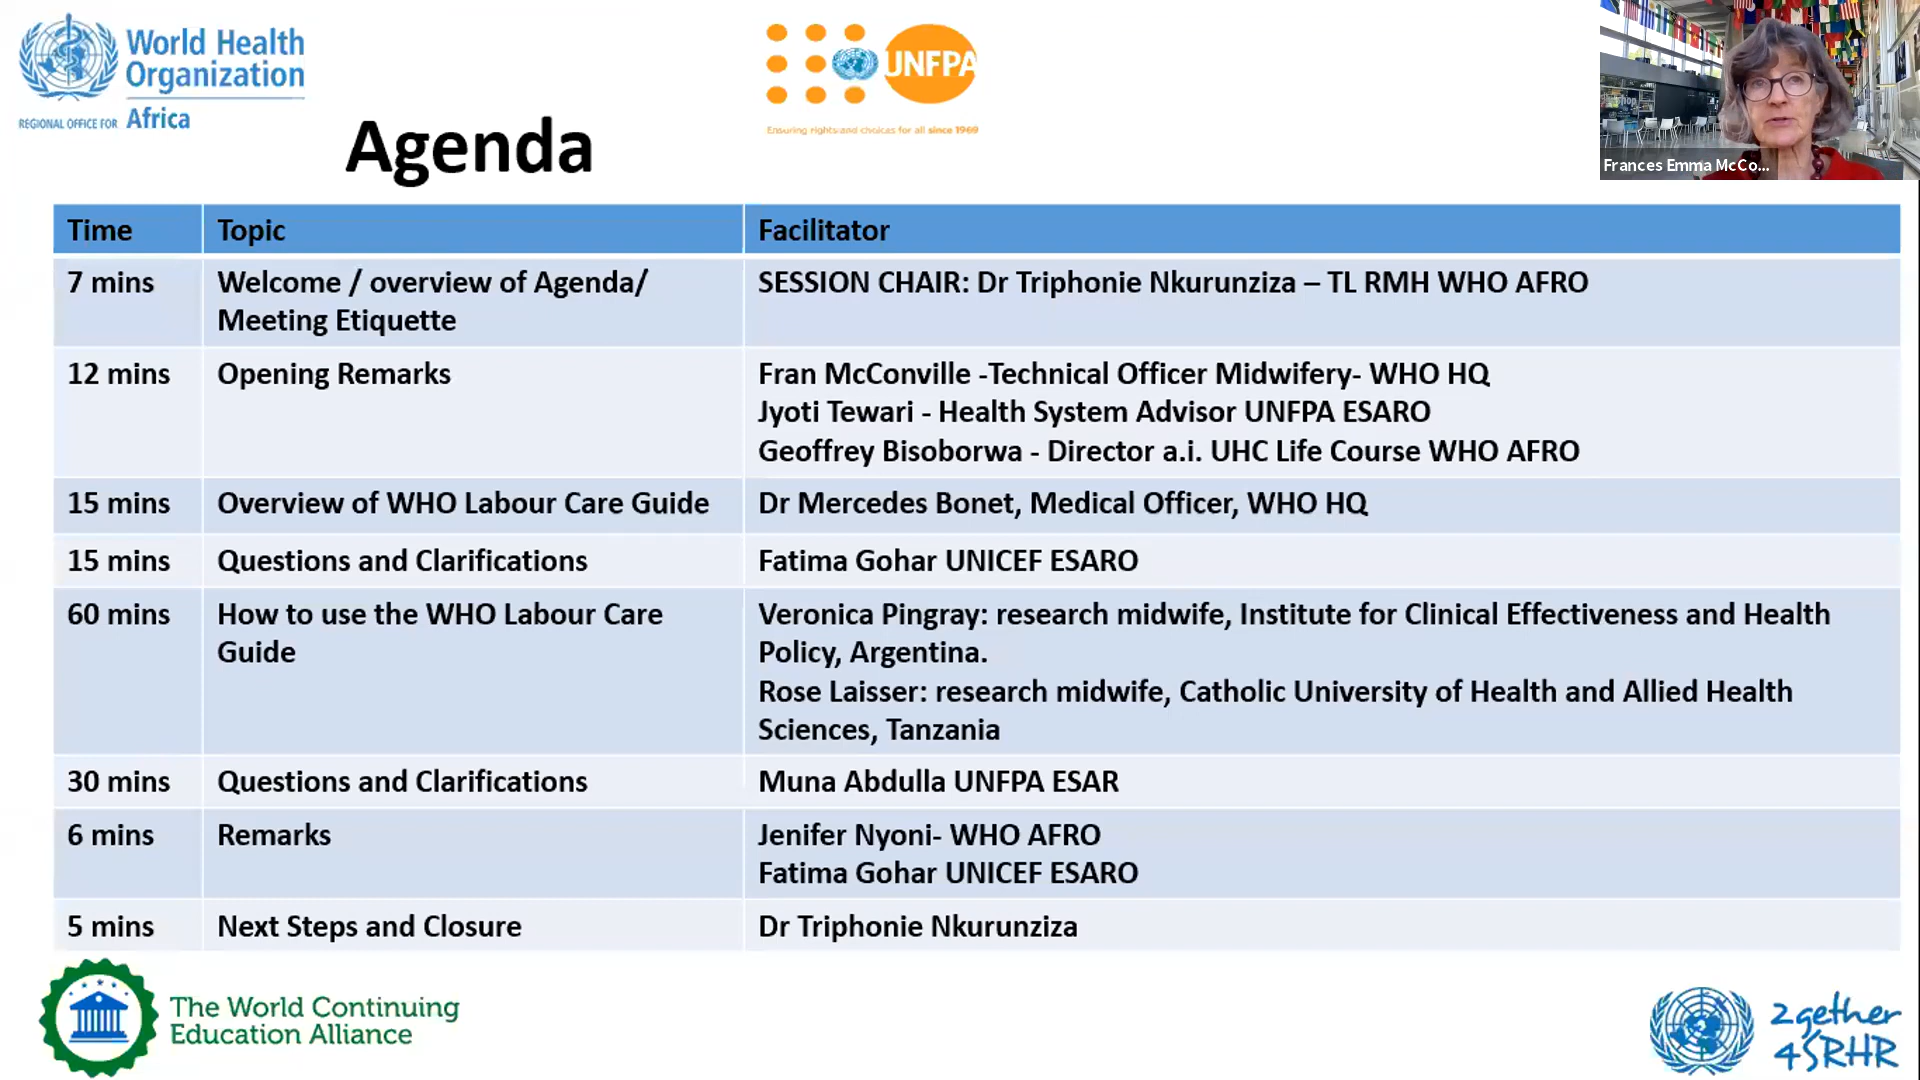 World Health
Organization
REGIONAL OFFICE FOR Africa
UNFPA
Ensuring rights and choices for all since 1969
Frances Emma McCo...
Agenda
Time Topic Facilitator
7 mins Welcome / overview of Agenda/ SESSION CHAIR: Dr Triphonie Nkurunziza – TL RMH WHO AFRO
Meeting Etiquette
12 mins Opening Remarks Fran McConville -Technical Officer Midwifery- WHO HQ
Jyoti Tewari - Health System Advisor UNFPA ESARO
Geoffrey Bisoborwa - Director a.i. UHC Life Course WHO AFRO
15 mins Overview of WHO Labour Care Guide Dr Mercedes Bonet, Medical Officer, WHO HQ
15 mins Questions and Clarifications Fatima Gohar UNICEF ESARO
60 mins How to use the WHO Labour Care Veronica Pingray: research midwife, Institute for Clinical Effectiveness and Health
Guide Policy, Argentina.
Rose Laisser: research midwife, Catholic University of Health and Allied Health
Sciences, Tanzania
30 mins Questions and Clarifications Muna Abdulla UNFPA ESAR
6 mins Remarks Jenifer Nyoni- WHO AFRO
Fatima Gohar UNICEF ESARO
5 mins Next Steps and Closure Dr Triphonie Nkurunziza
The World Continuing
Education Alliance
2gether
4SRHR